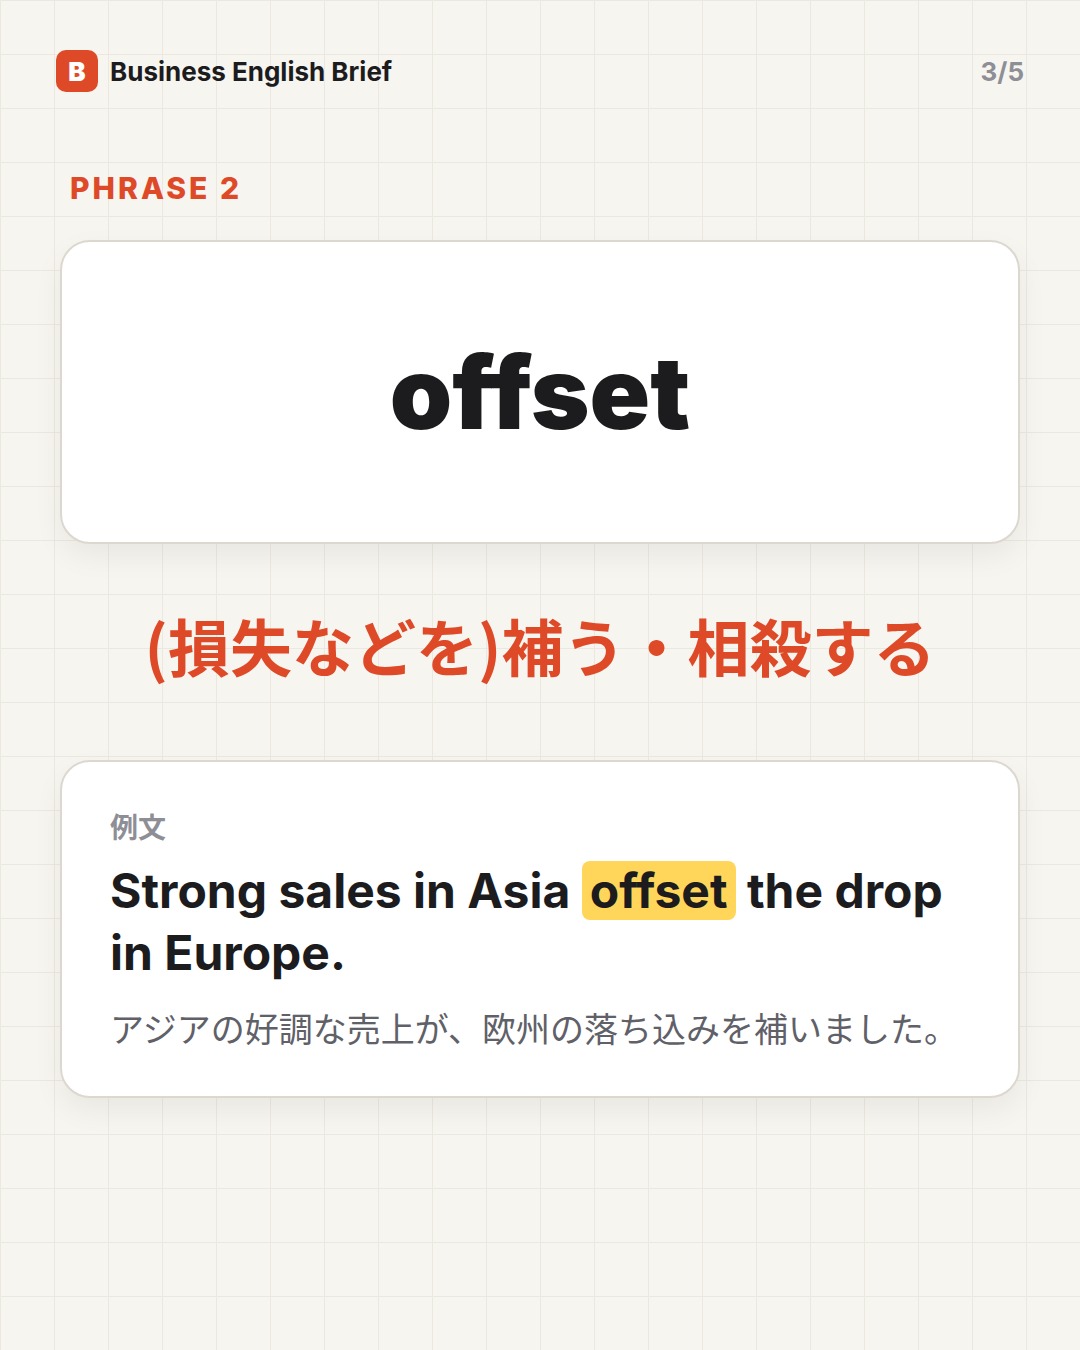 B Business English Brief
3/5
PHRASE 2
offset
(損失などを)補う・相殺する
例文
Strong sales in Asia offset the drop
in Europe.
アジアの好調な売上が、欧州の落ち込みを補いました。